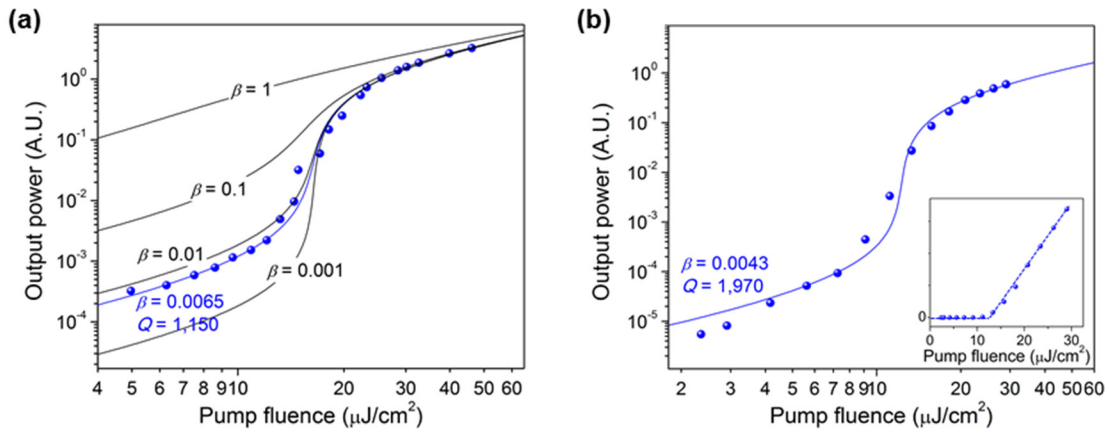 (a)
Output power (A.U.)
10⁰
10⁻¹
10⁻²
10⁻³
10⁻⁴
β = 1
β = 0.1
β = 0.01
β = 0.001
β = 0.0065
Q = 1,150
4 5 6 7 8 9 10 20 30 40 50 60
Pump fluence (μJ/cm²)
(b)
Output power (A.U.)
10⁰
10⁻¹
10⁻²
10⁻³
10⁻⁴
10⁻⁵
β = 0.0043
Q = 1,970
0
0 10 20 30
Pump fluence (μJ/cm²)
2 3 4 5 6 7 8 9 10 20 30 40 50 60
Pump fluence (μJ/cm²)